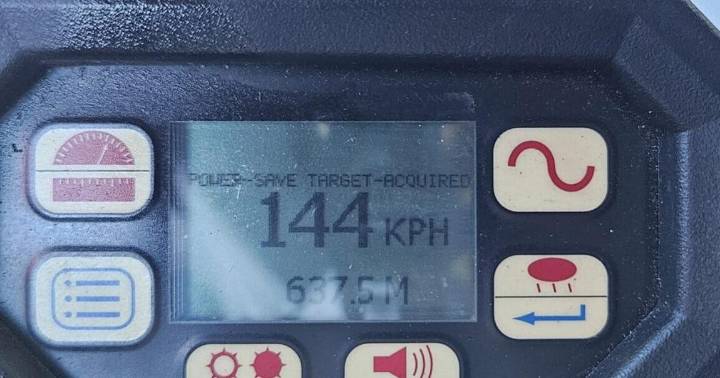 POWER-SAVE TARGET-ACQUIRED
144 KPH
637.5 M